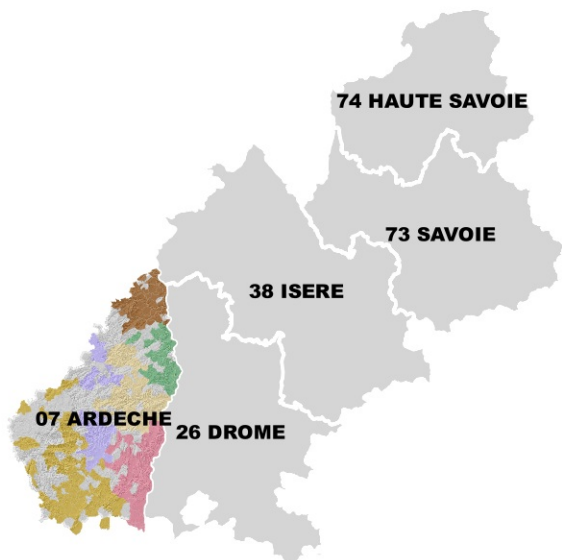 74 HAUTE SAVOIE
73 SAVOIE
38 ISERE
07 ARDECHE
26 DROME